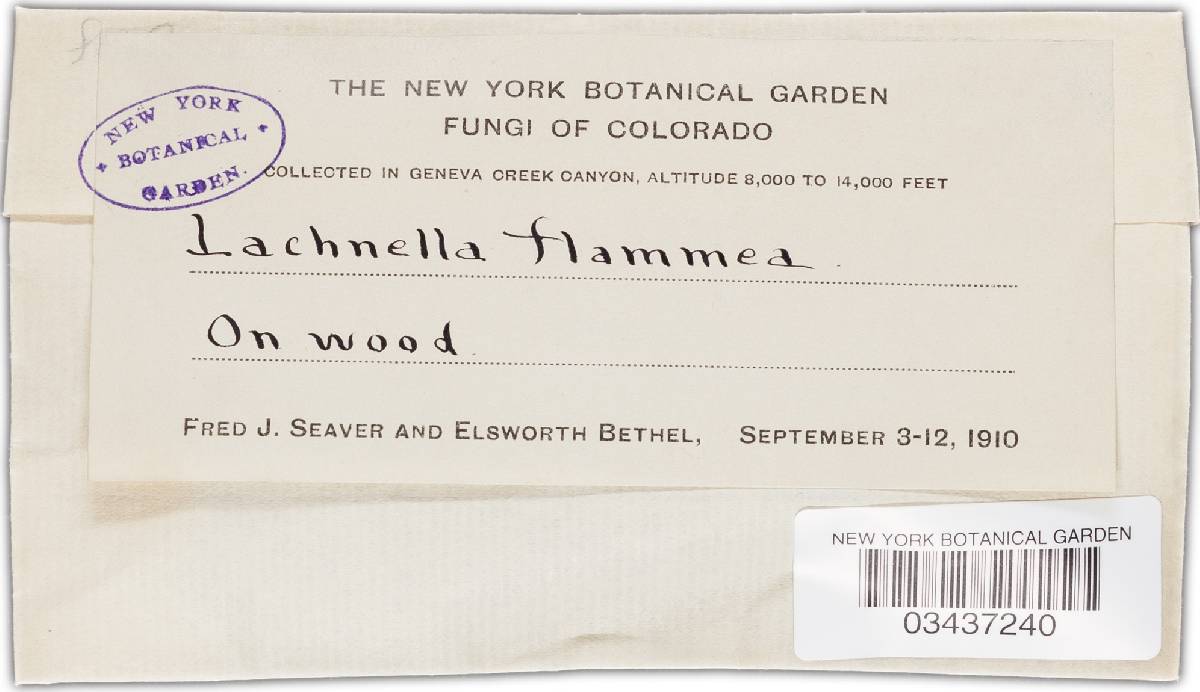 THE NEW YORK BOTANICAL GARDEN
FUNGI OF COLORADO
NEW YORK
BOTANICAL
GARDEN.
COLLECTED IN GENEVA CREEK CANYON, ALTITUDE 8,000 TO 14,000 FEET
Lachnella flammea.
On wood
FRED J. SEAVER AND ELSWORTH BETHEL, SEPTEMBER 3-12, 1910
NEW YORK BOTANICAL GARDEN
03437240